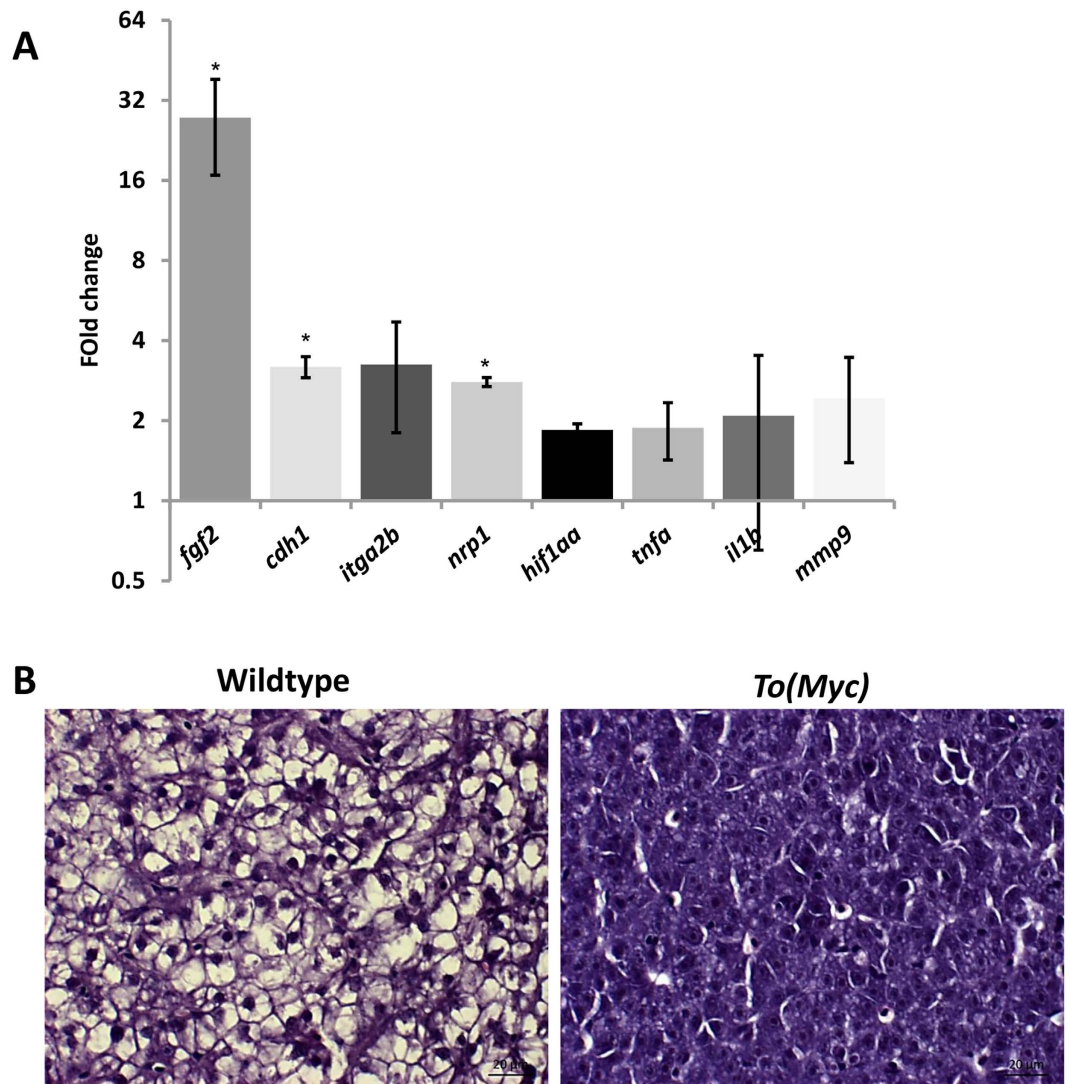 A
64
32
16
8
4
2
1
0.5
FOld change
*
*
*
fgf2
cdh1
itga2b
nrp1
hif1aa
tnfa
il1b
mmp9
B
Wildtype
To(Myc)
20 µm
20 µm